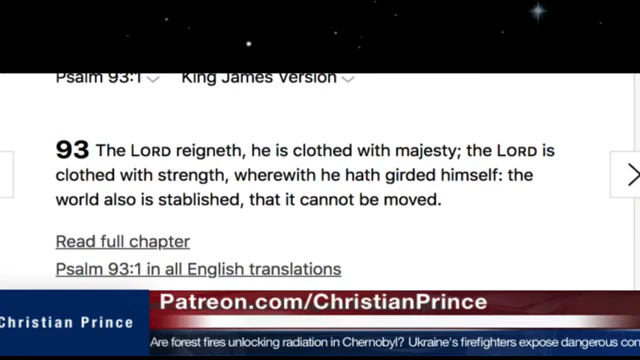 Psalm 93:1 King James Version
93 The LORD reigneth, he is clothed with majesty; the LORD is
clothed with strength, wherewith he hath girded himself: the
world also is stablished, that it cannot be moved.
Read full chapter
Psalm 93:1 in all English translations
Patreon.com/ChristianPrince
Christian Prince
Are forest fires unlocking radiation in Chernobyl? Ukraine's firefighters expose dangerous con